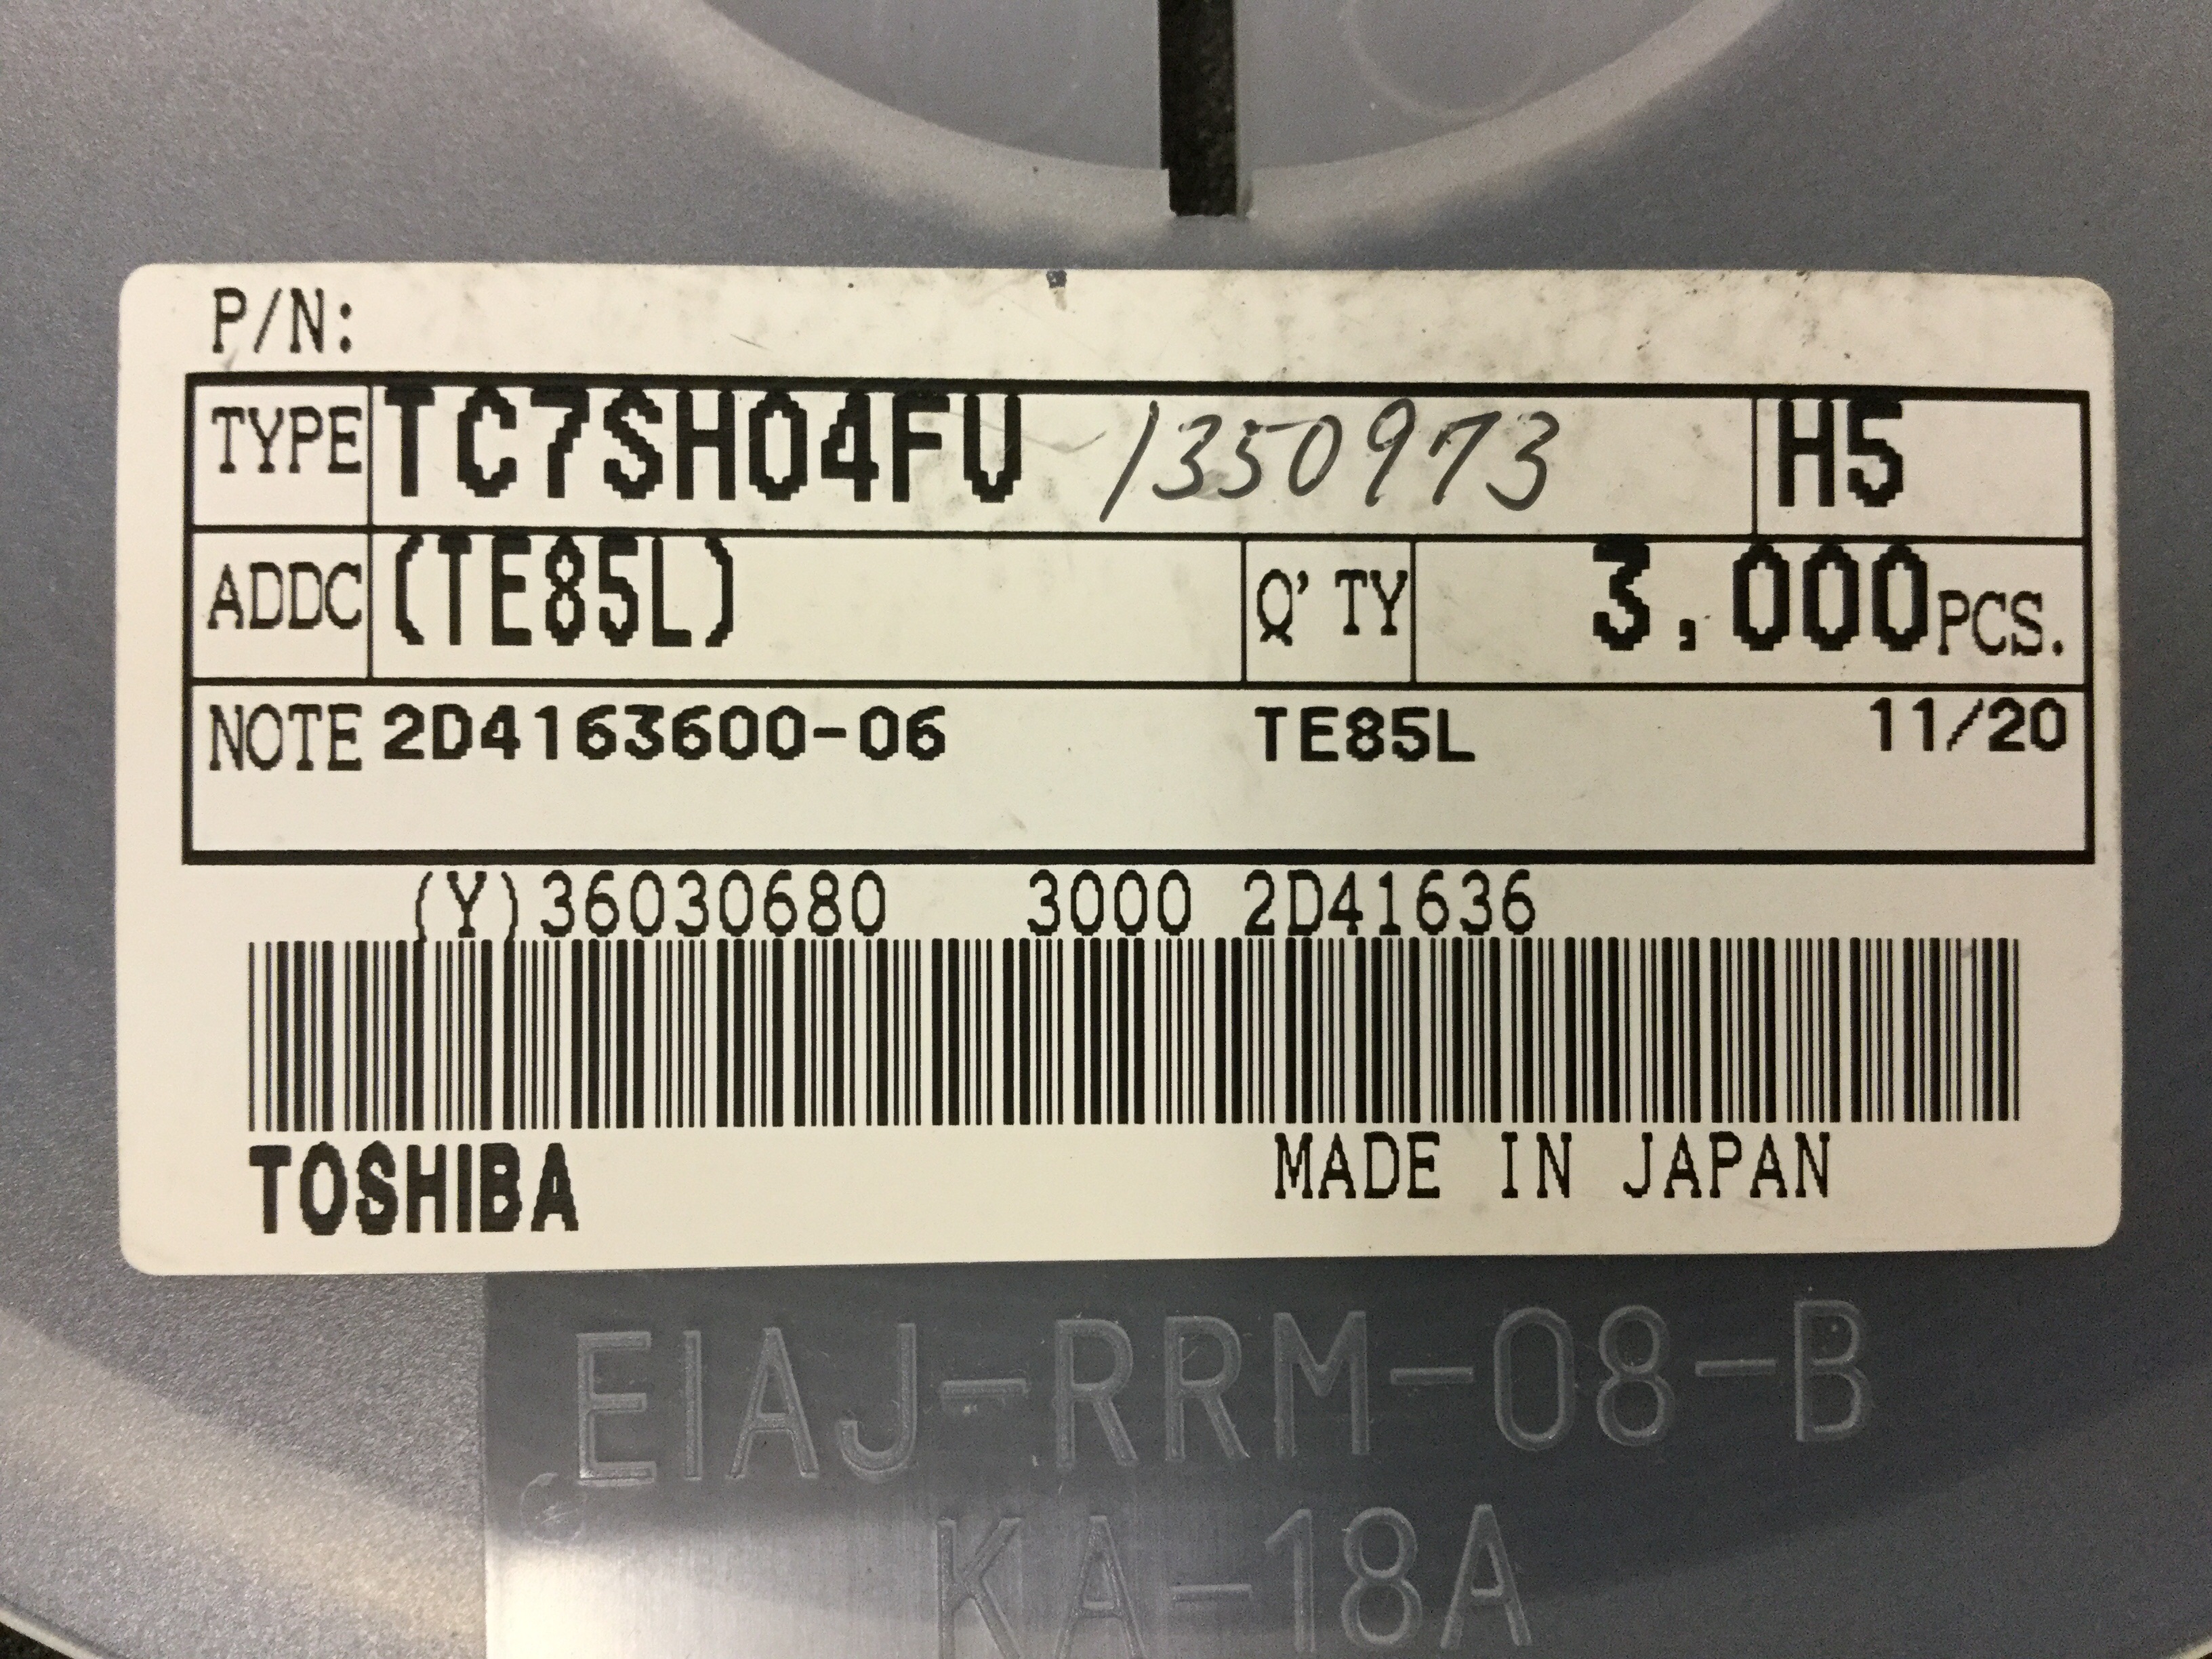 P/N:
TYPE TC7SH04FU 1350973 H5
ADDC (TE85L) Q'TY 3,000PCS.
NOTE 2D4163600-06 TE85L 11/20
(Y)36030680 3000 2D41636
TOSHIBA MADE IN JAPAN
EIAJ-RRM-08-B
KA-18A